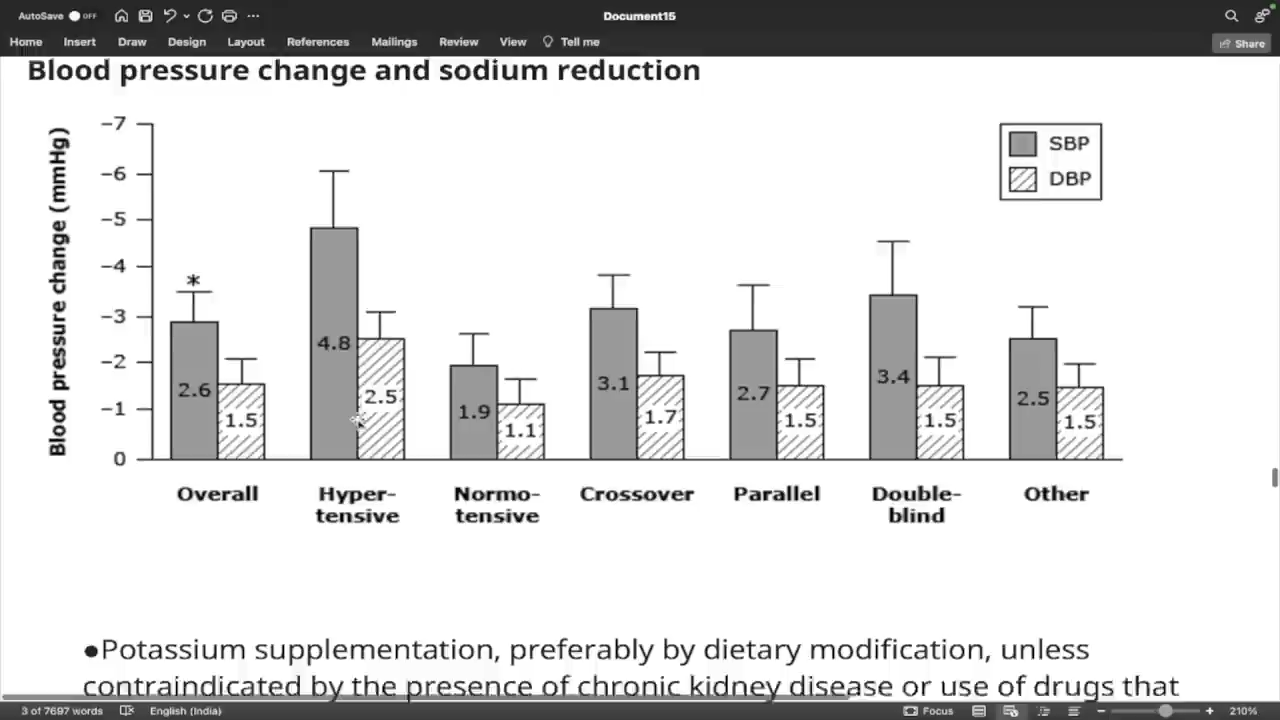 AutoSave OFF
Document15
Home Insert Draw Design Layout References Mailings Review View Tell me
Share
Blood pressure change and sodium reduction
Blood pressure change (mmHg)
−7
−6
−5
−4
−3
−2
−1
0
SBP
DBP
*
2.6 1.5 4.8 2.5 1.9 1.1 3.1 1.7 2.7 1.5 3.4 1.5 2.5 1.5
Overall
Hyper-
tensive
Normo-
tensive
Crossover
Parallel
Double-
blind
Other
●Potassium supplementation, preferably by dietary modification, unless
contraindicated by the presence of chronic kidney disease or use of drugs that
3 of 7697 words English (India) Focus 210%